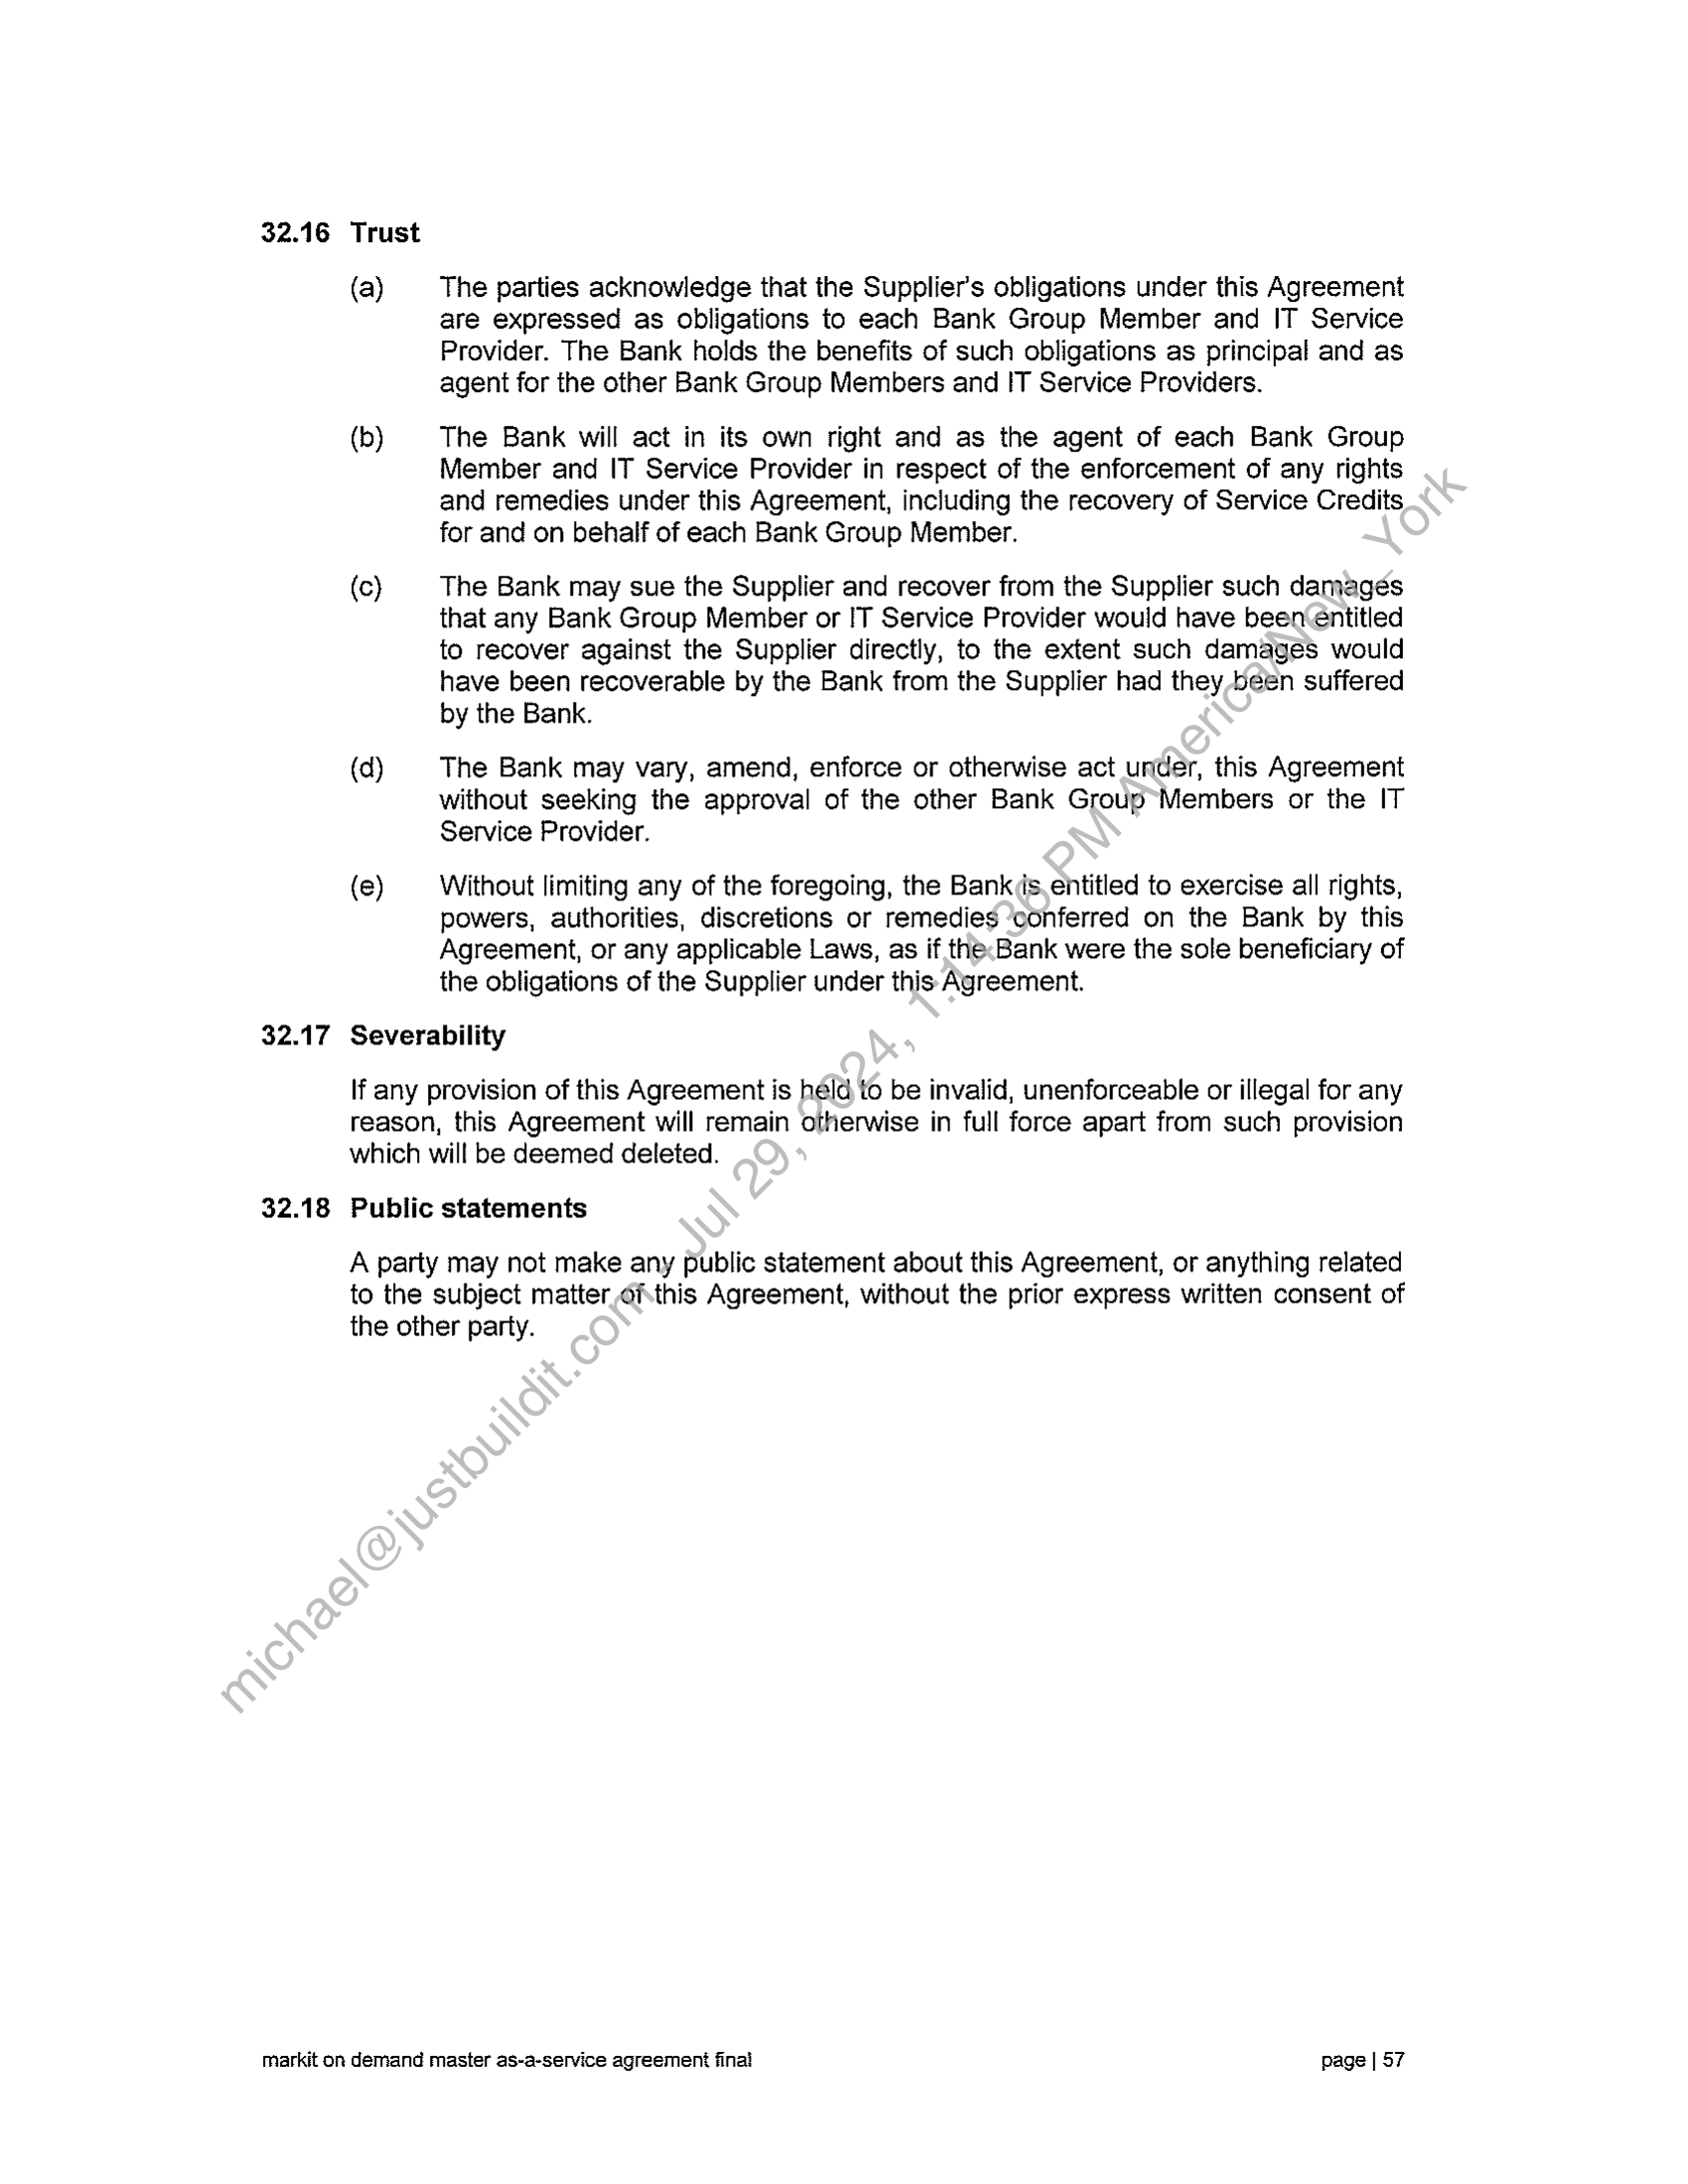 32.16 Trust
(a) The parties acknowledge that the Supplier's obligations under this Agreement
are expressed as obligations to each Bank Group Member and IT Service
Provider. The Bank holds the benefits of such obligations as principal and as
agent for the other Bank Group Members and IT Service Providers.
(b) The Bank will act in its own right and as the agent of each Bank Group
Member and IT Service Provider in respect of the enforcement of any rights
and remedies under this Agreement, including the recovery of Service Credits
for and on behalf of each Bank Group Member.
(c) The Bank may sue the Supplier and recover from the Supplier such damages
that any Bank Group Member or IT Service Provider would have been entitled
to recover against the Supplier directly, to the extent such damages would
have been recoverable by the Bank from the Supplier had they been suffered
by the Bank.
(d) The Bank may vary, amend, enforce or otherwise act under, this Agreement
without seeking the approval of the other Bank Group Members or the IT
Service Provider.
(e) Without limiting any of the foregoing, the Bank is entitled to exercise all rights,
powers, authorities, discretions or remedies conferred on the Bank by this
Agreement, or any applicable Laws, as if the Bank were the sole beneficiary of
the obligations of the Supplier under this Agreement.
32.17 Severability
If any provision of this Agreement is held to be invalid, unenforceable or illegal for any
reason, this Agreement will remain otherwise in full force apart from such provision
which will be deemed deleted.
32.18 Public statements
A party may not make any public statement about this Agreement, or anything related
to the subject matter of this Agreement, without the prior express written consent of
the other party.
michael@justbuildit.com - Jul 29, 2024, 1:14:36 PM America/New_York
markit on demand master as-a-service agreement final page | 57